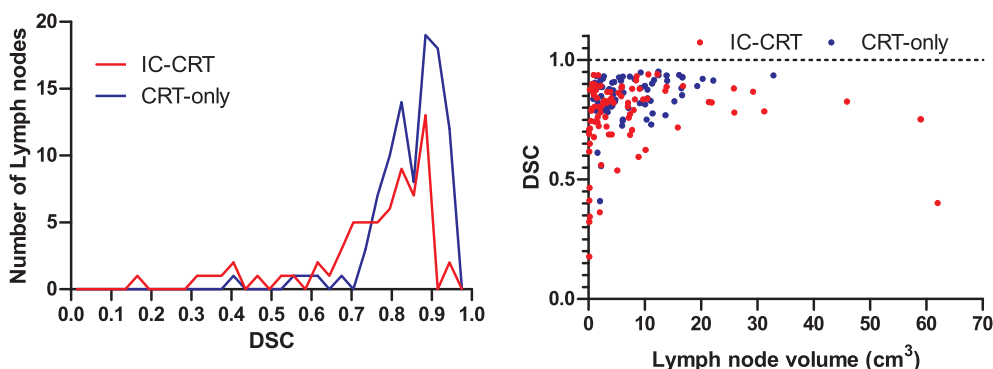 20
15
10
5
0
Number of Lymph nodes
IC-CRT
CRT-only
0.0 0.1 0.2 0.3 0.4 0.5 0.6 0.7 0.8 0.9 1.0
DSC
IC-CRT CRT-only
1.0
0.5
0.0
DSC
0 10 20 30 40 50 60 70
Lymph node volume (cm³)